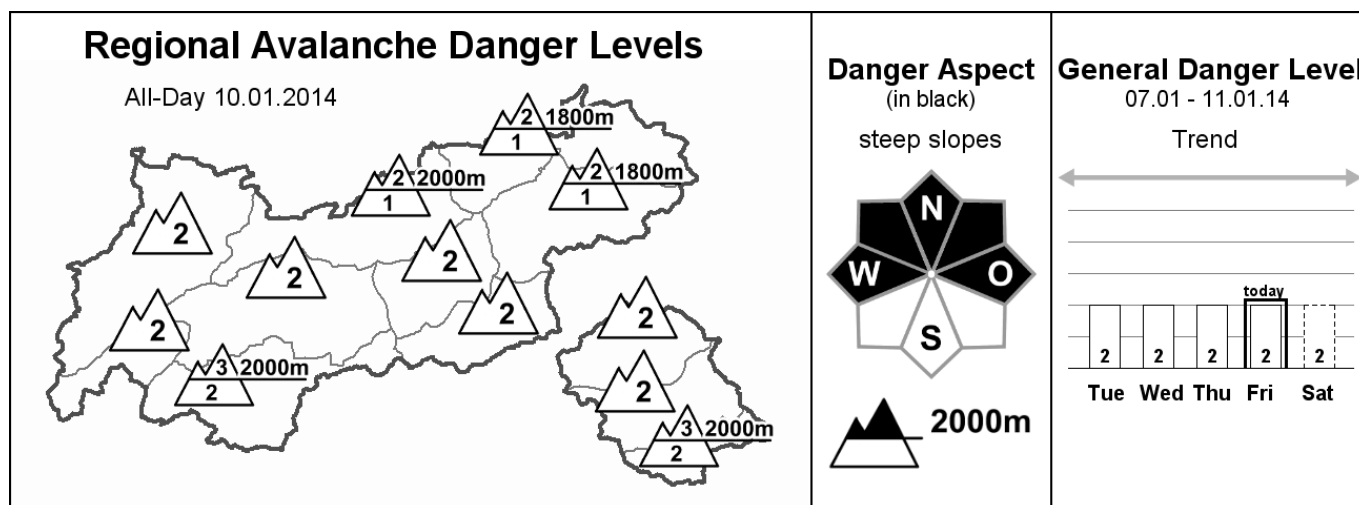 Regional Avalanche Danger Levels
All-Day 10.01.2014
2 1800m
1
2 1800m
1
2 2000m
1
2
2
2
2
2
2
2
3 2000m
2
3 2000m
2
Danger Aspect
(in black)
steep slopes
N
W O
S
2000m
General Danger Level
07.01 - 11.01.14
Trend
today
2 2 2 2 2
Tue Wed Thu Fri Sat